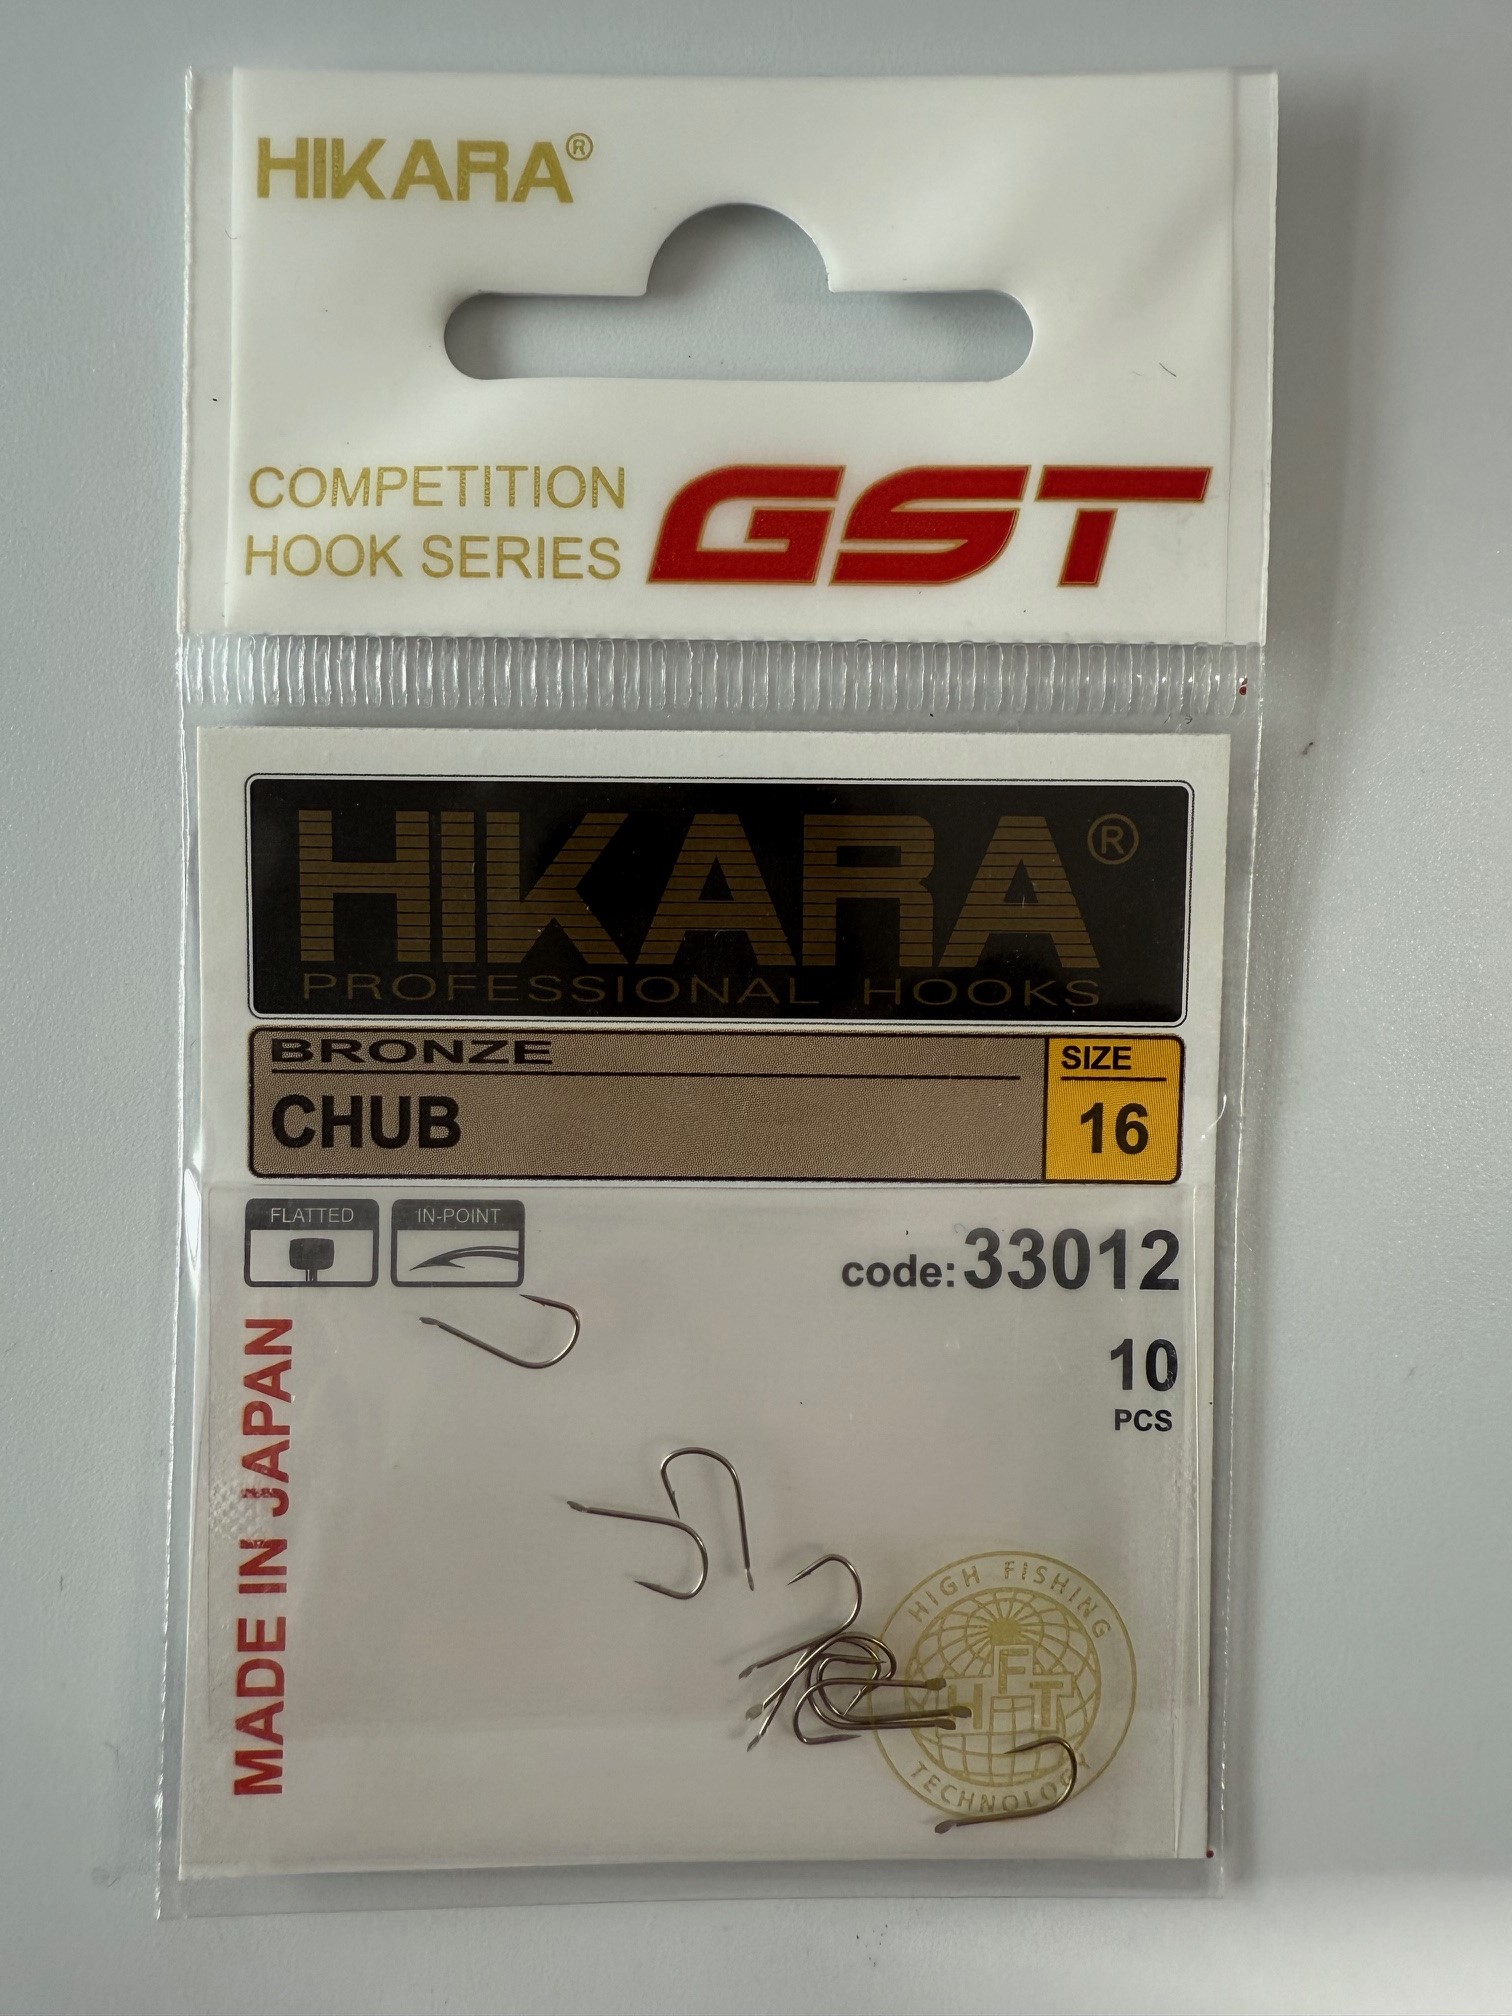 HIKARA®
COMPETITION
HOOK SERIES
GST
HIKARA®
PROFESSIONAL HOOKS
BRONZE
CHUB
SIZE
16
FLATTED
IN-POINT
code: 33012
10
PCS
MADE IN JAPAN
HIGH FISHING
HFT
TECHNOLOGY